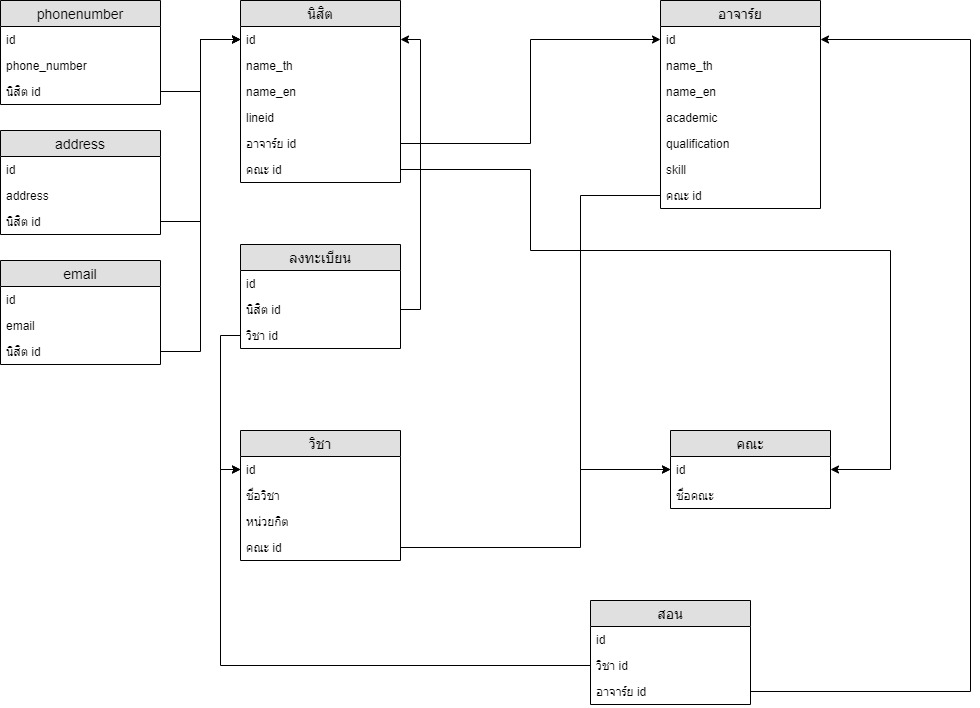 phonenumber
id
phone_number
นิสิต id
address
id
address
นิสิต id
email
id
email
นิสิต id
นิสิต
id
name_th
name_en
lineid
อาจาร์ย id
คณะ id
ลงทะเบียน
id
นิสิต id
วิชา id
วิชา
id
ชื่อวิชา
หน่วยกิต
คณะ id
อาจาร์ย
id
name_th
name_en
academic
qualification
skill
คณะ id
คณะ
id
ชื่อคณะ
สอน
id
วิชา id
อาจาร์ย id